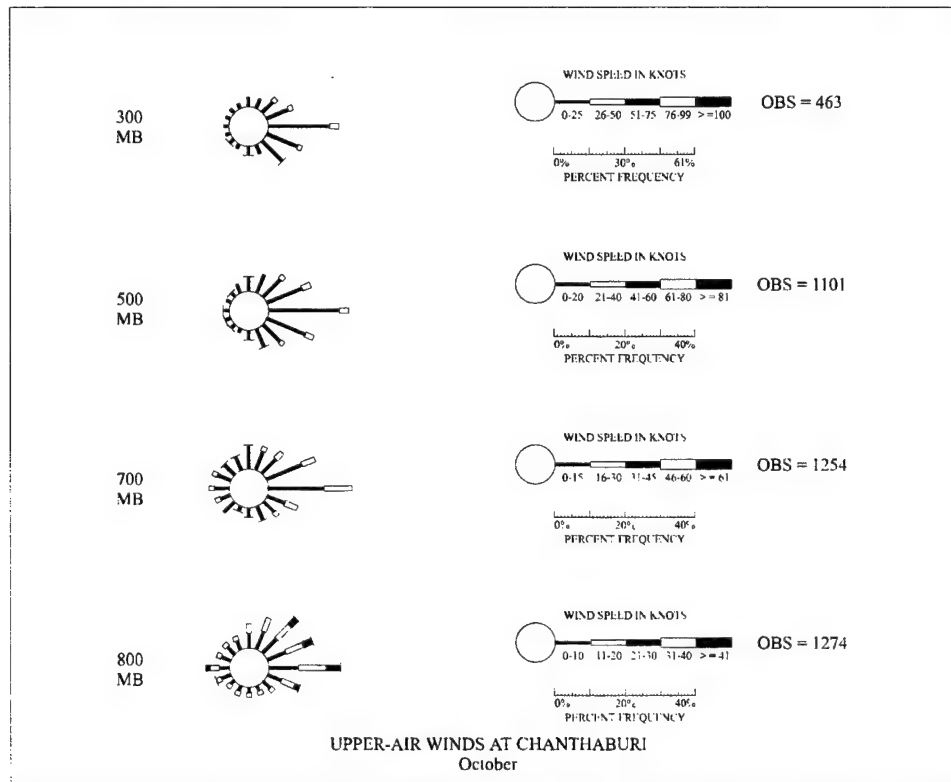 300
MB
WIND SPEED IN KNOTS
0-25 26-50 51-75 76-99 >=100
OBS = 463
0% 30% 61%
PERCENT FREQUENCY
500
MB
WIND SPEED IN KNOTS
0-20 21-40 41-60 61-80 >= 81
OBS = 1101
0% 20% 40%
PERCENT FREQUENCY
700
MB
WIND SPEED IN KNOTS
0-15 16-30 31-45 46-60 >= 61
OBS = 1254
0% 20% 40%
PERCENT FREQUENCY
800
MB
WIND SPEED IN KNOTS
0-10 11-20 21-30 31-40 >= 41
OBS = 1274
0% 20% 40%
PERCENT FREQUENCY
UPPER-AIR WINDS AT CHANTHABURI
October